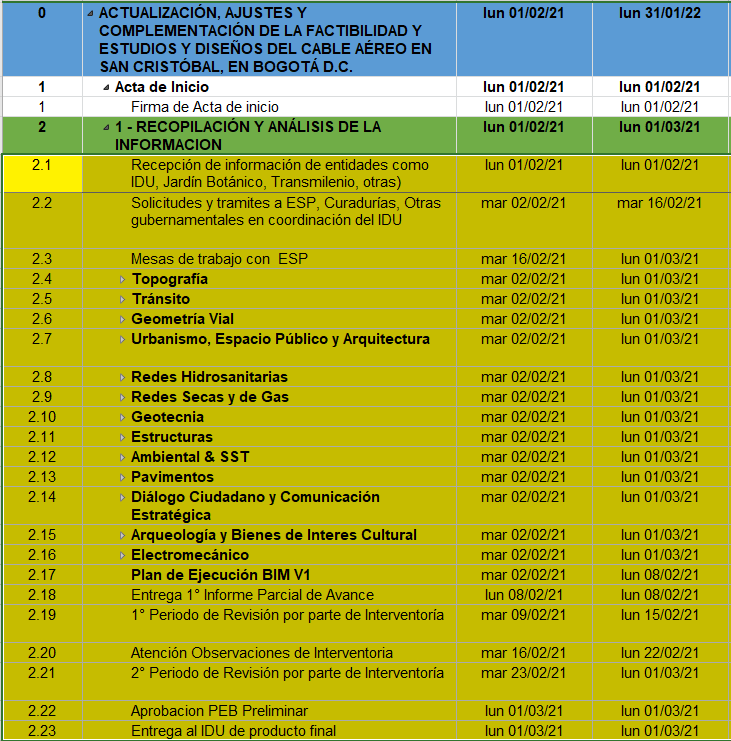 0 ACTUALIZACIÓN, AJUSTES Y lun 01/02/21 lun 31/01/22
COMPLEMENTACIÓN DE LA FACTIBILIDAD Y
ESTUDIOS Y DISEÑOS DEL CABLE AÉREO EN
SAN CRISTÓBAL, EN BOGOTÁ D.C.
1 Acta de Inicio lun 01/02/21 lun 01/02/21
1 Firma de Acta de inicio lun 01/02/21 lun 01/02/21
2 1 - RECOPILACIÓN Y ANÁLISIS DE LA lun 01/02/21 lun 01/03/21
INFORMACION
2.1 Recepción de información de entidades como lun 01/02/21 lun 01/02/21
IDU, Jardín Botánico, Transmilenio, otras)
2.2 Solicitudes y tramites a ESP, Curadurías, Otras mar 02/02/21 mar 16/02/21
gubernamentales en coordinación del IDU
2.3 Mesas de trabajo con ESP mar 16/02/21 lun 01/03/21
2.4 Topografía mar 02/02/21 lun 01/03/21
2.5 Tránsito mar 02/02/21 lun 01/03/21
2.6 Geometría Vial mar 02/02/21 lun 01/03/21
2.7 Urbanismo, Espacio Público y Arquitectura mar 02/02/21 lun 01/03/21
2.8 Redes Hidrosanitarias mar 02/02/21 lun 01/03/21
2.9 Redes Secas y de Gas mar 02/02/21 lun 01/03/21
2.10 Geotecnia mar 02/02/21 lun 01/03/21
2.11 Estructuras mar 02/02/21 lun 01/03/21
2.12 Ambiental & SST mar 02/02/21 lun 01/03/21
2.13 Pavimentos mar 02/02/21 lun 01/03/21
2.14 Diálogo Ciudadano y Comunicación mar 02/02/21 lun 01/03/21
Estratégica
2.15 Arqueología y Bienes de Interes Cultural mar 02/02/21 lun 01/03/21
2.16 Electromecánico mar 02/02/21 lun 01/03/21
2.17 Plan de Ejecución BIM V1 mar 02/02/21 lun 08/02/21
2.18 Entrega 1° Informe Parcial de Avance lun 08/02/21 lun 08/02/21
2.19 1° Periodo de Revisión por parte de Interventoría mar 09/02/21 lun 15/02/21
2.20 Atención Observaciones de Interventoria mar 16/02/21 lun 22/02/21
2.21 2° Periodo de Revisión por parte de Interventoría mar 23/02/21 lun 01/03/21
2.22 Aprobacion PEB Preliminar lun 01/03/21 lun 01/03/21
2.23 Entrega al IDU de producto final lun 01/03/21 lun 01/03/21